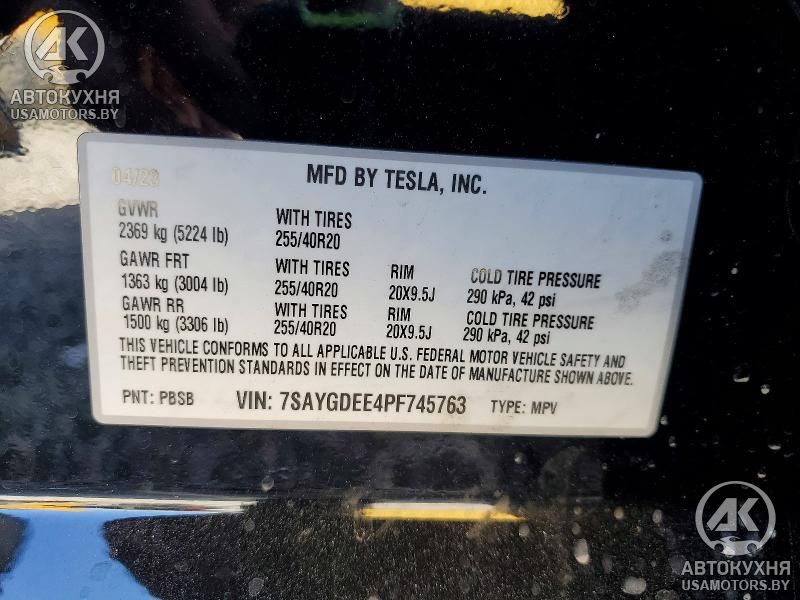 AK
АВТОКУХНЯ
USAMOTORS.BY
04/23 MFD BY TESLA, INC.
GVWR WITH TIRES
2369 kg (5224 lb) 255/40R20
GAWR FRT WITH TIRES RIM COLD TIRE PRESSURE
1363 kg (3004 lb) 255/40R20 20X9.5J 290 kPa, 42 psi
GAWR RR WITH TIRES RIM COLD TIRE PRESSURE
1500 kg (3306 lb) 255/40R20 20X9.5J 290 kPa, 42 psi
THIS VEHICLE CONFORMS TO ALL APPLICABLE U.S. FEDERAL MOTOR VEHICLE SAFETY AND
THEFT PREVENTION STANDARDS IN EFFECT ON THE DATE OF MANUFACTURE SHOWN ABOVE.
PNT: PBSB VIN: 7SAYGDEE4PF745763 TYPE: MPV
AK
АВТОКУХНЯ
USAMOTORS.BY